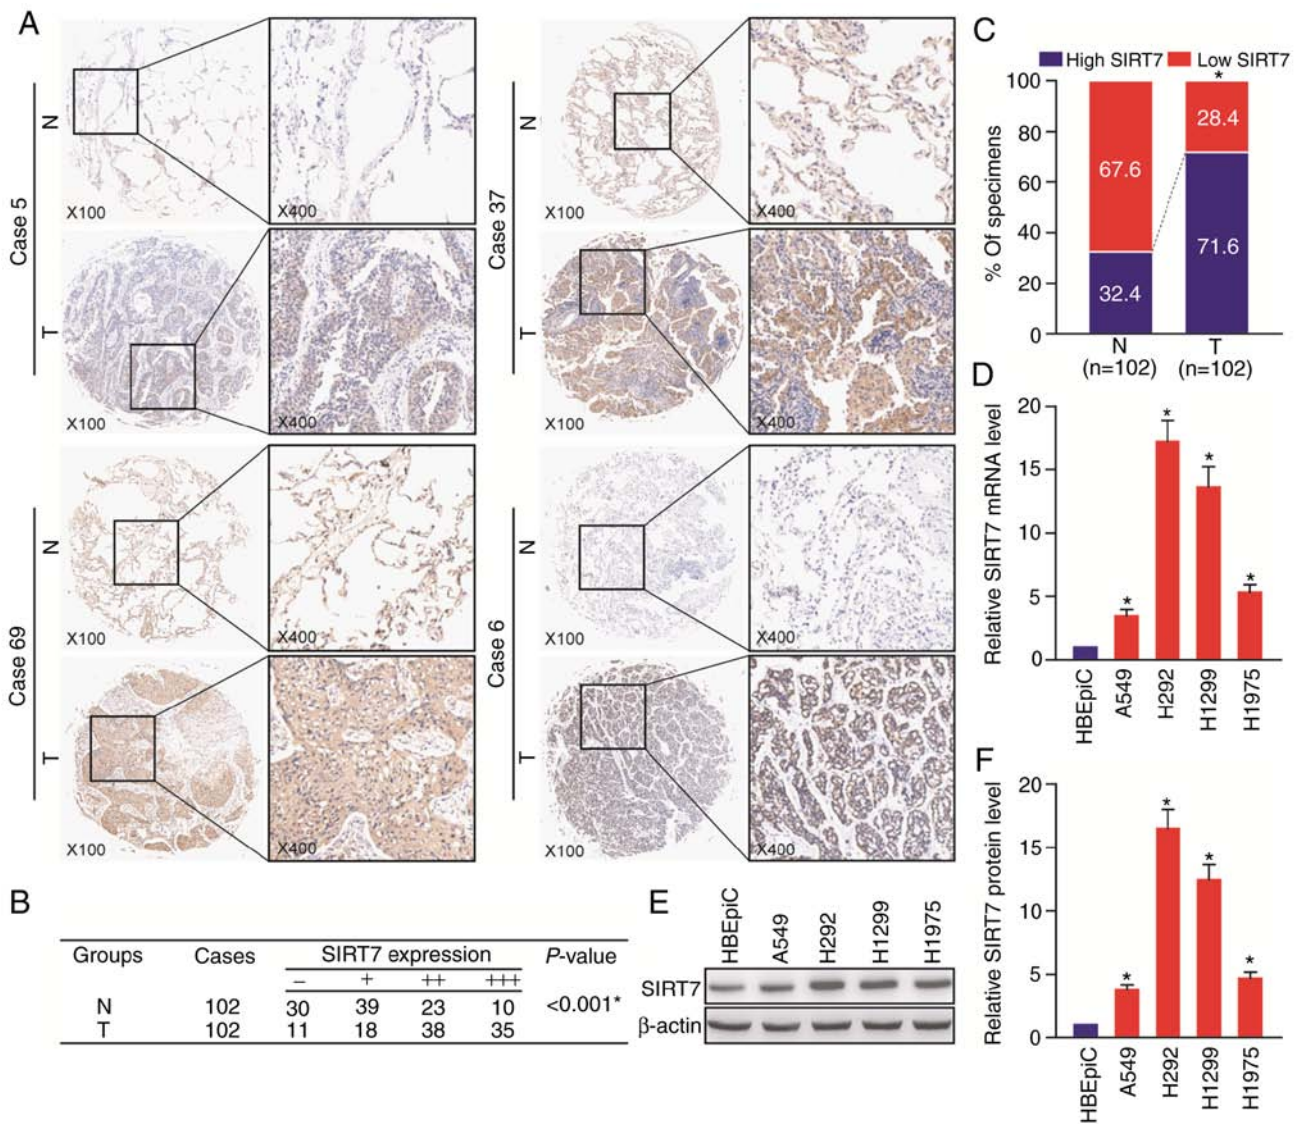 A
Case 5
N
X100
X400
T
X100
X400
Case 37
N
X100
X400
T
X100
X400
Case 69
N
X100
X400
T
X100
X400
Case 6
N
X100
X400
T
X100
X400
B
Groups Cases SIRT7 expression P-value
− + ++ +++
N 102 30 39 23 10 <0.001*
T 102 11 18 38 35
C
High SIRT7 Low SIRT7
% Of specimens
100
80
60
40
20
0
*
67.6
32.4
28.4
71.6
N T
(n=102) (n=102)
D
Relative SIRT7 mRNA level
20
15
10
5
0
* * * *
HBEpiC A549 H292 H1299 H1975
E
HBEpiC A549 H292 H1299 H1975
SIRT7
β-actin
F
Relative SIRT7 protein level
20
15
10
5
0
* * * *
HBEpiC A549 H292 H1299 H1975